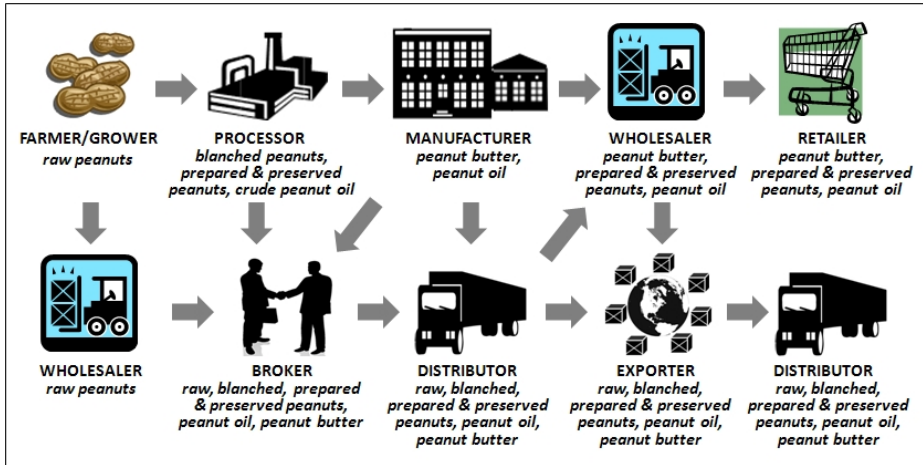 FARMER/GROWER
raw peanuts
PROCESSOR
blanched peanuts,
prepared & preserved
peanuts, crude peanut oil
MANUFACTURER
peanut butter,
peanut oil
WHOLESALER
peanut butter,
prepared & preserved
peanuts, peanut oil
RETAILER
peanut butter,
prepared & preserved
peanuts, peanut oil
WHOLESALER
raw peanuts
BROKER
raw, blanched, prepared
& preserved peanuts,
peanut oil, peanut butter
DISTRIBUTOR
raw, blanched,
prepared & preserved
peanuts, peanut oil,
peanut butter
EXPORTER
raw, blanched,
prepared & preserved
peanuts, peanut oil,
peanut butter
DISTRIBUTOR
raw, blanched,
prepared & preserved
peanuts, peanut oil,
peanut butter